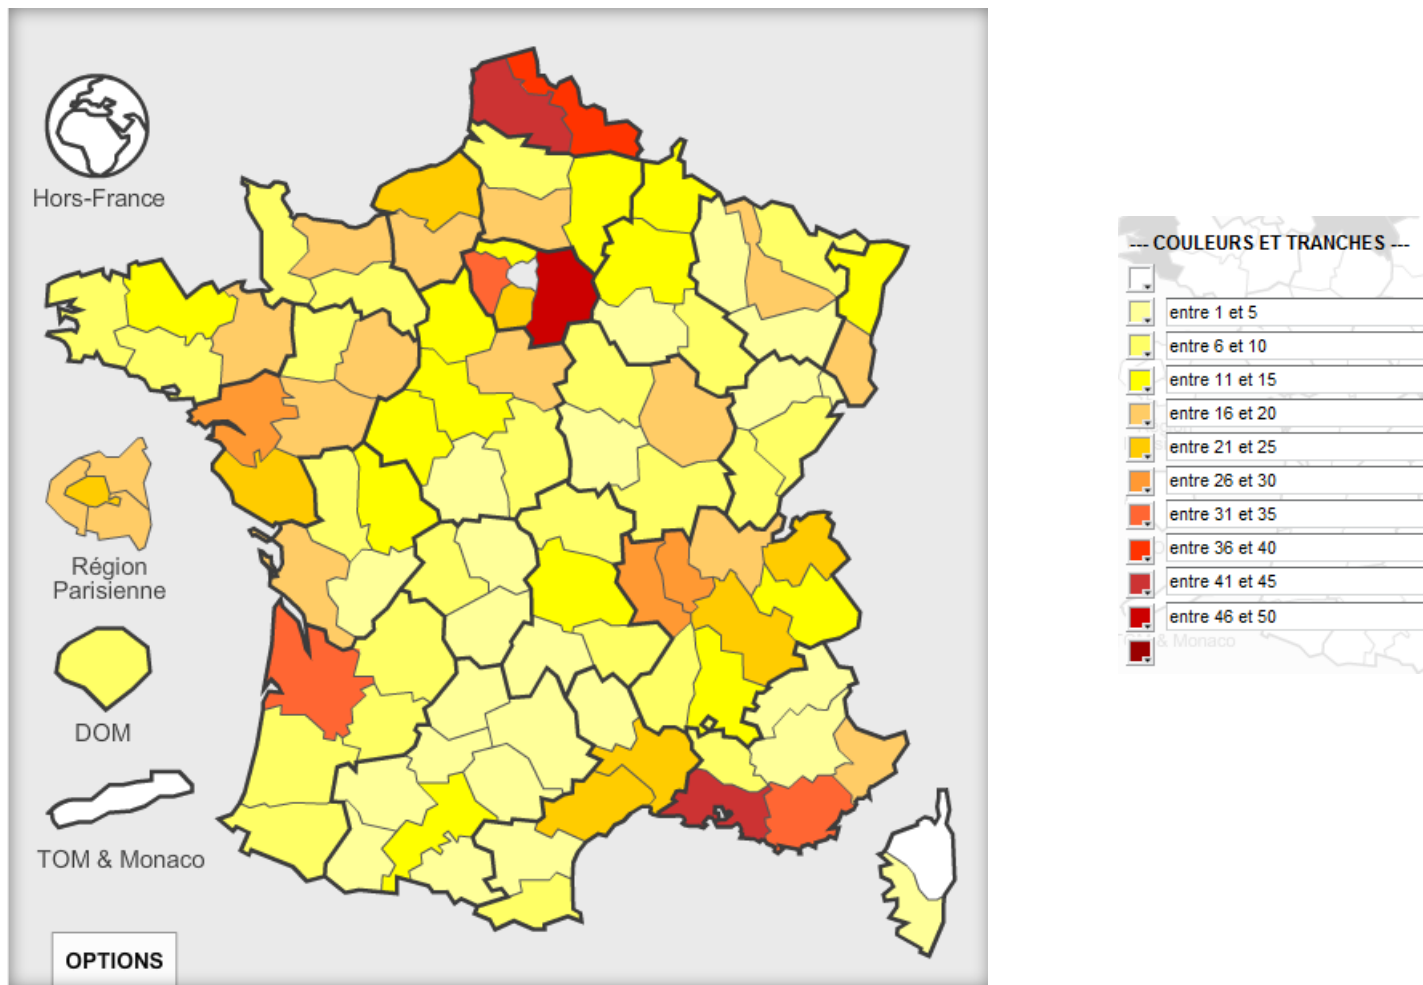 Hors-France
Région
Parisienne
DOM
TOM & Monaco
OPTIONS
--- COULEURS ET TRANCHES ---
entre 1 et 5
entre 6 et 10
entre 11 et 15
entre 16 et 20
entre 21 et 25
entre 26 et 30
entre 31 et 35
entre 36 et 40
entre 41 et 45
entre 46 et 50
& Monaco